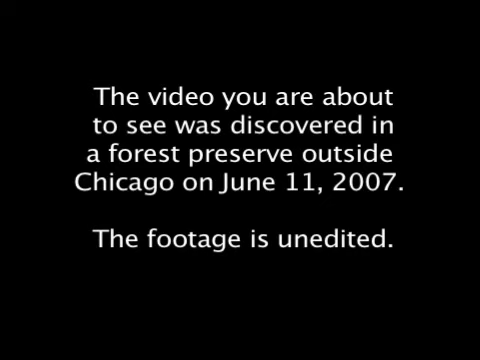 The video you are about
to see was discovered in
a forest preserve outside
Chicago on June 11, 2007.
The footage is unedited.